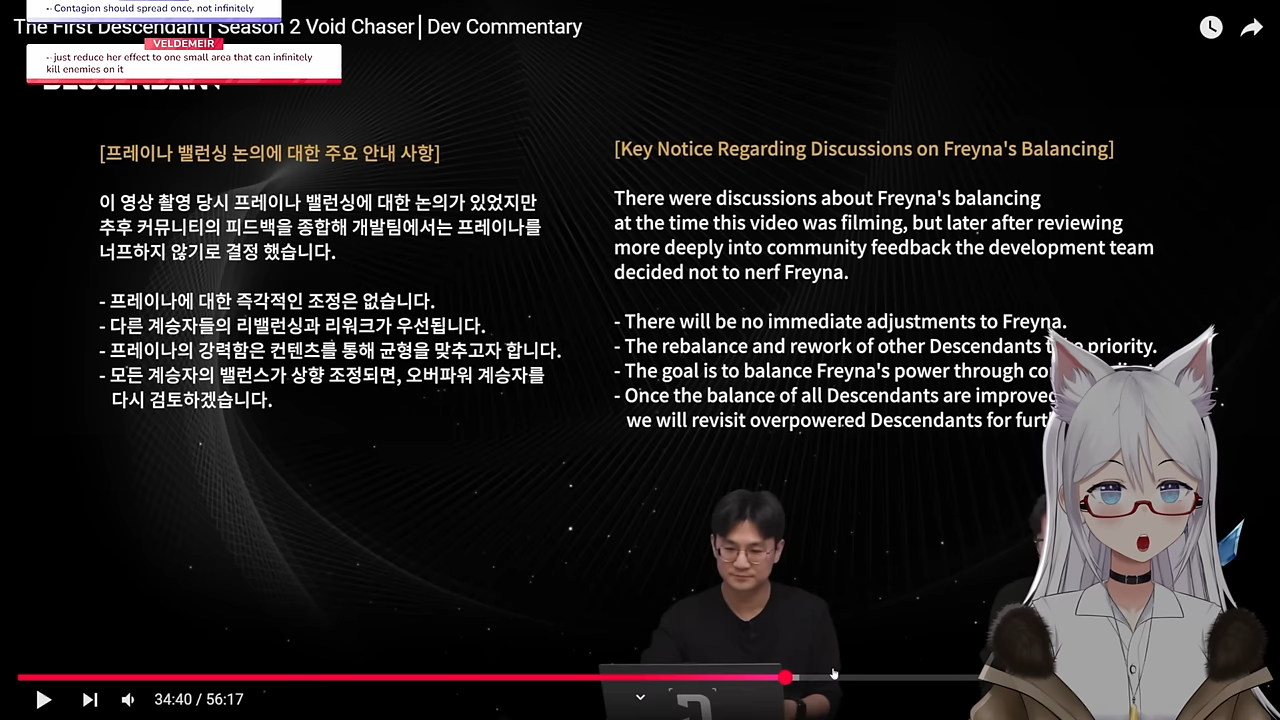 -- Contagion should spread once, not infinitely
The First Descendant | Season 2 Void Chaser | Dev Commentary
VELDEMEIR
-- just reduce her effect to one small area that can infinitely
kill enemies on it
DESCENDANT
[프레이나 밸런싱 논의에 대한 주요 안내 사항]
이 영상 촬영 당시 프레이나 밸런싱에 대한 논의가 있었지만
추후 커뮤니티의 피드백을 종합해 개발팀에서는 프레이나를
너프하지 않기로 결정 했습니다.
- 프레이나에 대한 즉각적인 조정은 없습니다.
- 다른 계승자들의 리밸런싱과 리워크가 우선됩니다.
- 프레이나의 강력함은 컨텐츠를 통해 균형을 맞추고자 합니다.
- 모든 계승자의 밸런스가 상향 조정되면, 오버파워 계승자를
다시 검토하겠습니다.
[Key Notice Regarding Discussions on Freyna's Balancing]
There were discussions about Freyna's balancing
at the time this video was filming, but later after reviewing
more deeply into community feedback the development team
decided not to nerf Freyna.
- There will be no immediate adjustments to Freyna.
- The rebalance and rework of other Descendants priority.
- The goal is to balance Freyna's power through
- Once the balance of all Descendants are improved
we will revisit overpowered Descendants for
34:40 / 56:17